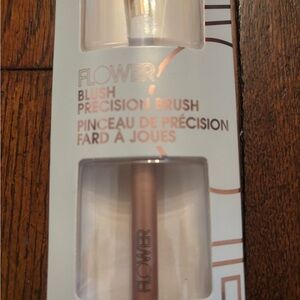 FLOWER
BLUSH
PRECISION BRUSH
PINCEAU DE PRÉCISION
FARD À JOUES
FLOWER